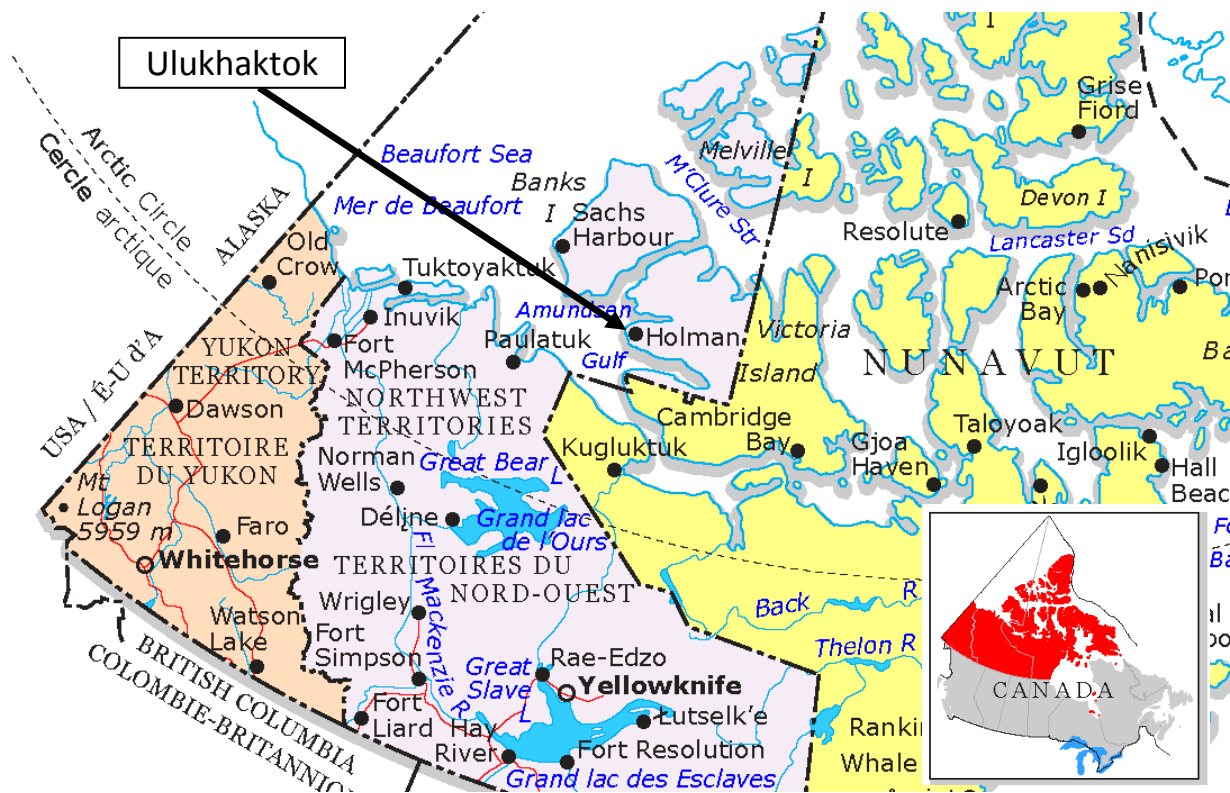 Ulukhaktok
Arctic Circle
Cercle arctique
ALASKA
USA / É-U d'A
Beaufort Sea
Mer de Beaufort
Banks
I
Sachs
Harbour
Melville
I
M'Clure Str
Grise
Fiord
Devon I
Resolute
Lancaster Sd
Nanisivik
Arctic
Bay
Old
Crow
Tuktoyaktuk
Inuvik
Fort
McPherson
Paulatuk
Amundsen
Gulf
Holman
Victoria
Island
NUNAVUT
YUKON
TERRITORY
Dawson
TERRITOIRE
DU YUKON
NORTHWEST
TERRITORIES
Cambridge
Bay
Kugluktuk
Gjoa
Haven
Taloyoak
Igloolik
Hall
Beac
Norman
Wells
Great Bear
L
Grand lac
de l'Ours
Déline
Mt
Logan
5959 m
Faro
Whitehorse
TERRITOIRES DU
NORD-OUEST
Fl Mackenzie R
Wrigley
Back R
Thelon R
Watson
Lake
Fort
Simpson
Great
Slave
L
Rae-Edzo
Yellowknife
Łutselk'e
Fort
Liard
Hay
River
Fort Resolution
Grand lac des Esclaves
Rankin
Whale
BRITISH COLUMBIA
COLOMBIE-BRITANNIQU
CANADA